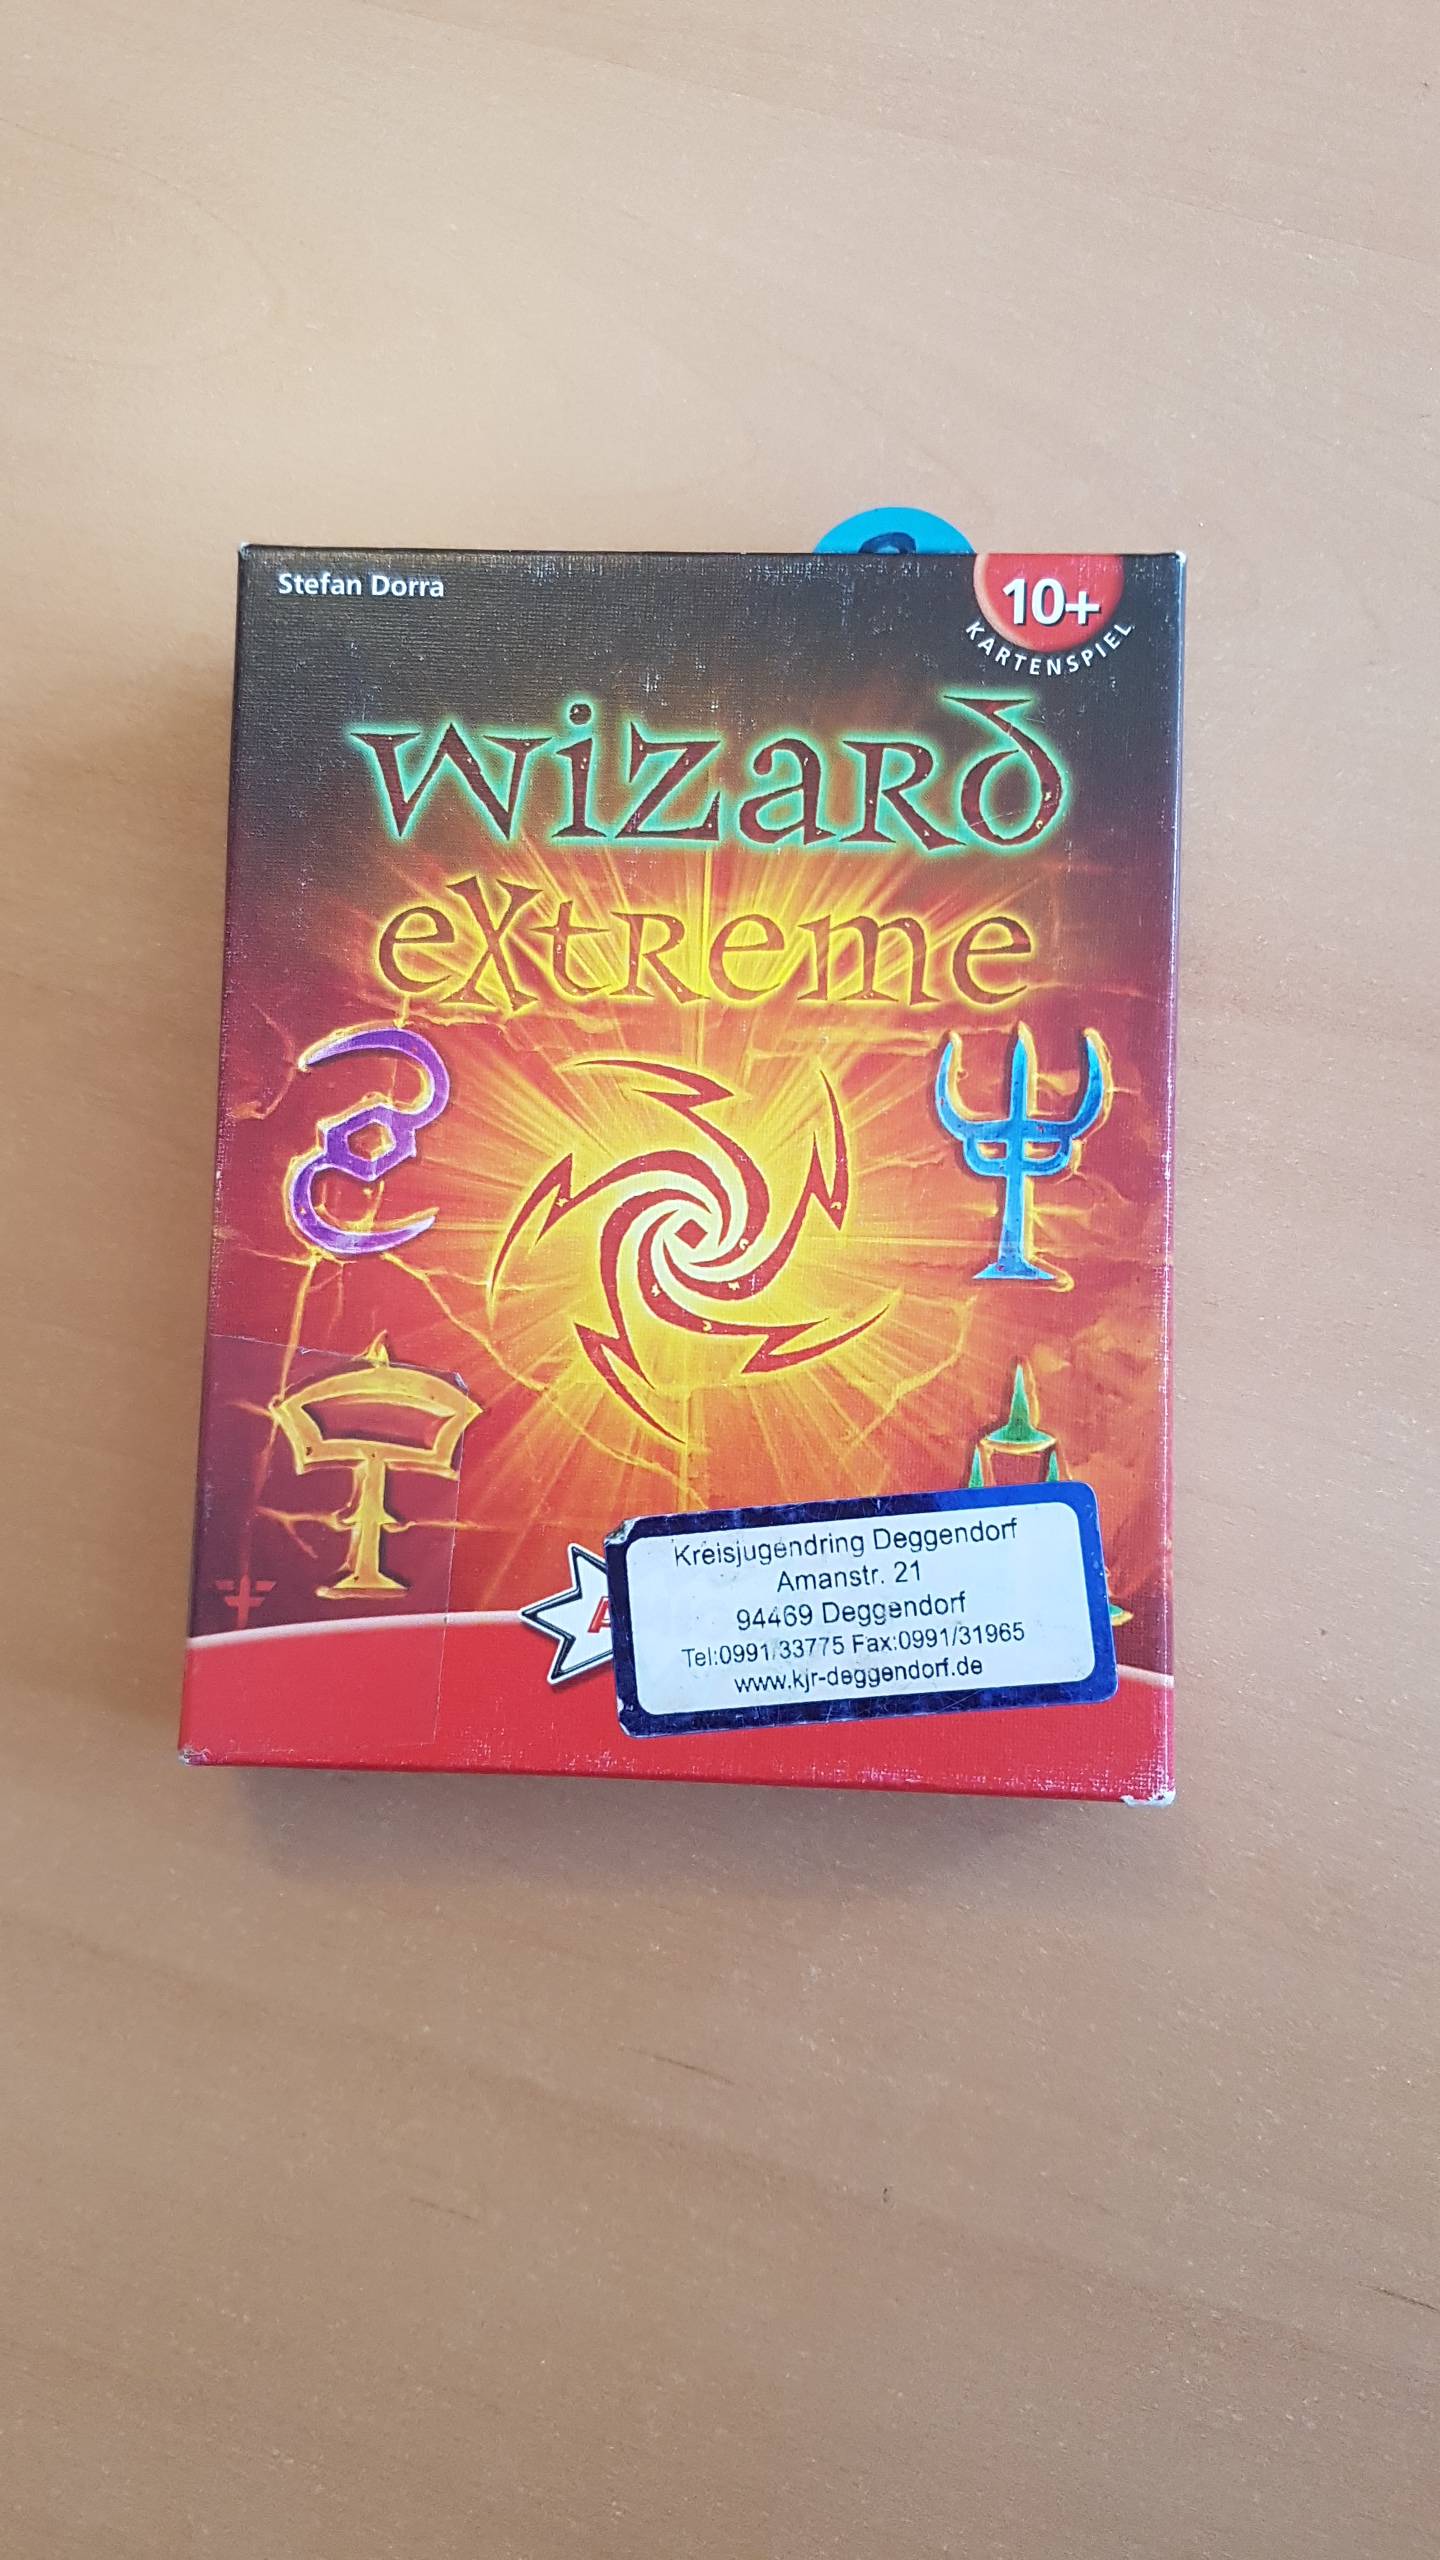 Stefan Dorra
10+
KARTENSPIEL
wizard
extreme
Kreisjugendring Deggendorf
Amanstr. 21
94469 Deggendorf
Tel:0991/33775 Fax:0991/31965
www.kjr-deggendorf.de